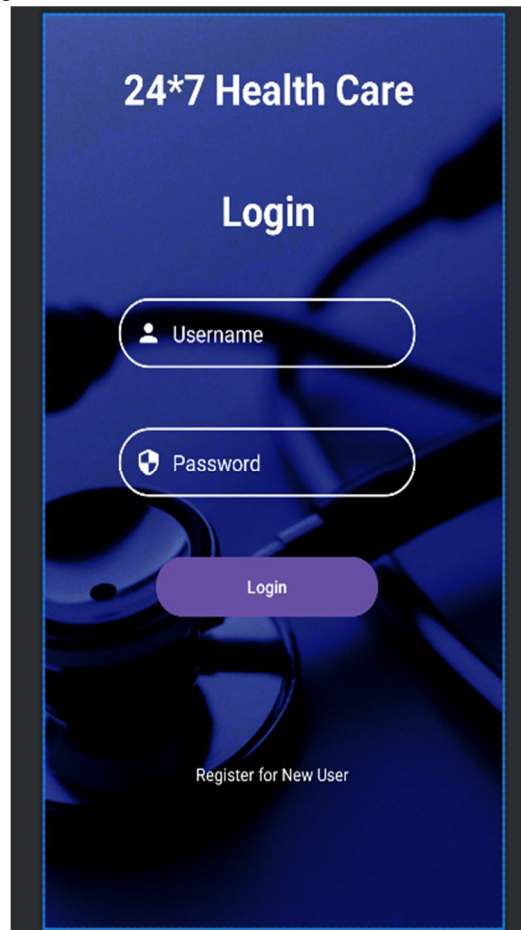 24*7 Health Care
Login
Username
Password
Login
Register for New User